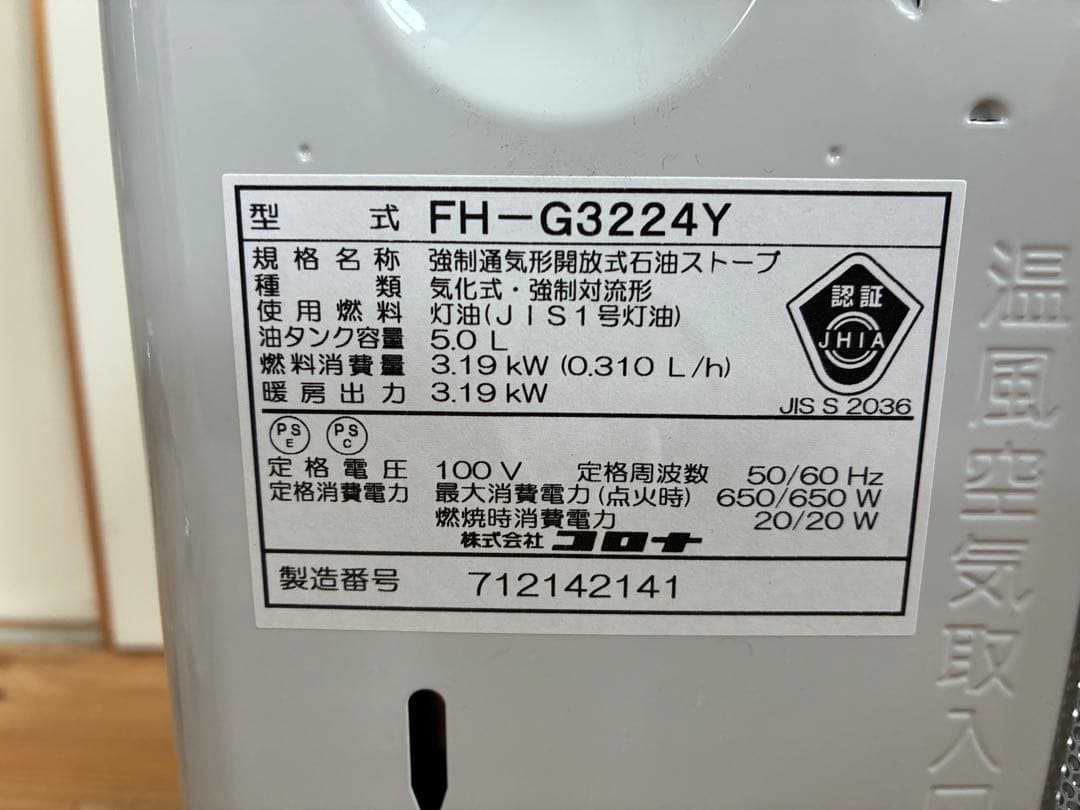 型式 FH-G3224Y
規格名称 強制通気形開放式石油ストーブ
種類 気化式・強制対流形
使用燃料 灯油(JIS1号灯油)
油タンク容量 5.0 L
燃料消費量 3.19 kW (0.310 L/h)
暖房出力 3.19 kW
認証
JHIA
JIS S 2036
PS E PS C
定格電圧 100 V 定格周波数 50/60 Hz
定格消費電力 最大消費電力(点火時) 650/650 W
燃焼時消費電力 20/20 W
株式会社 コロナ
製造番号 712142141
温風空気取入